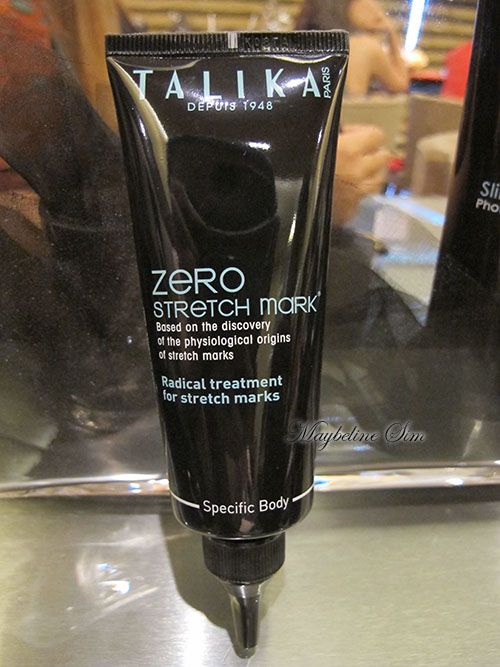 TALIKA
PARIS
DEPUIS 1948
ZERO
STRETCH MARK®
Based on the discovery
of the physiological origins
of stretch marks
Radical treatment
for stretch marks
Maybeline Sim
Specific Body
Pho